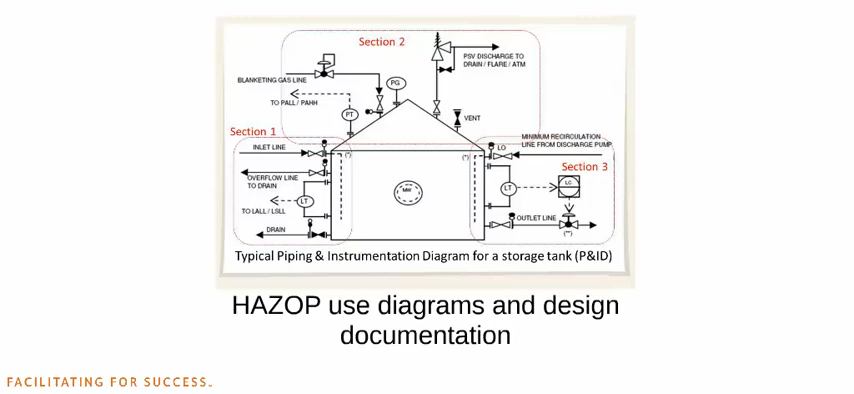 Section 2
PSV DISCHARGE TO
DRAIN / FLARE / ATM
BLANKETING GAS LINE
PG
TO PALL / PAHH
PT
VENT
Section 1
MINIMUM RECIRCULATION
LINE FROM DISCHARGE PUMP
INLET LINE
LO
(*)
(*)
Section 3
OVERFLOW LINE
TO DRAIN
LT
MW
LT
LC
TO LALL / LSLL
OUTLET LINE
DRAIN
(**)
Typical Piping & Instrumentation Diagram for a storage tank (P&ID)
HAZOP use diagrams and design
documentation
FACILITATING FOR SUCCESS